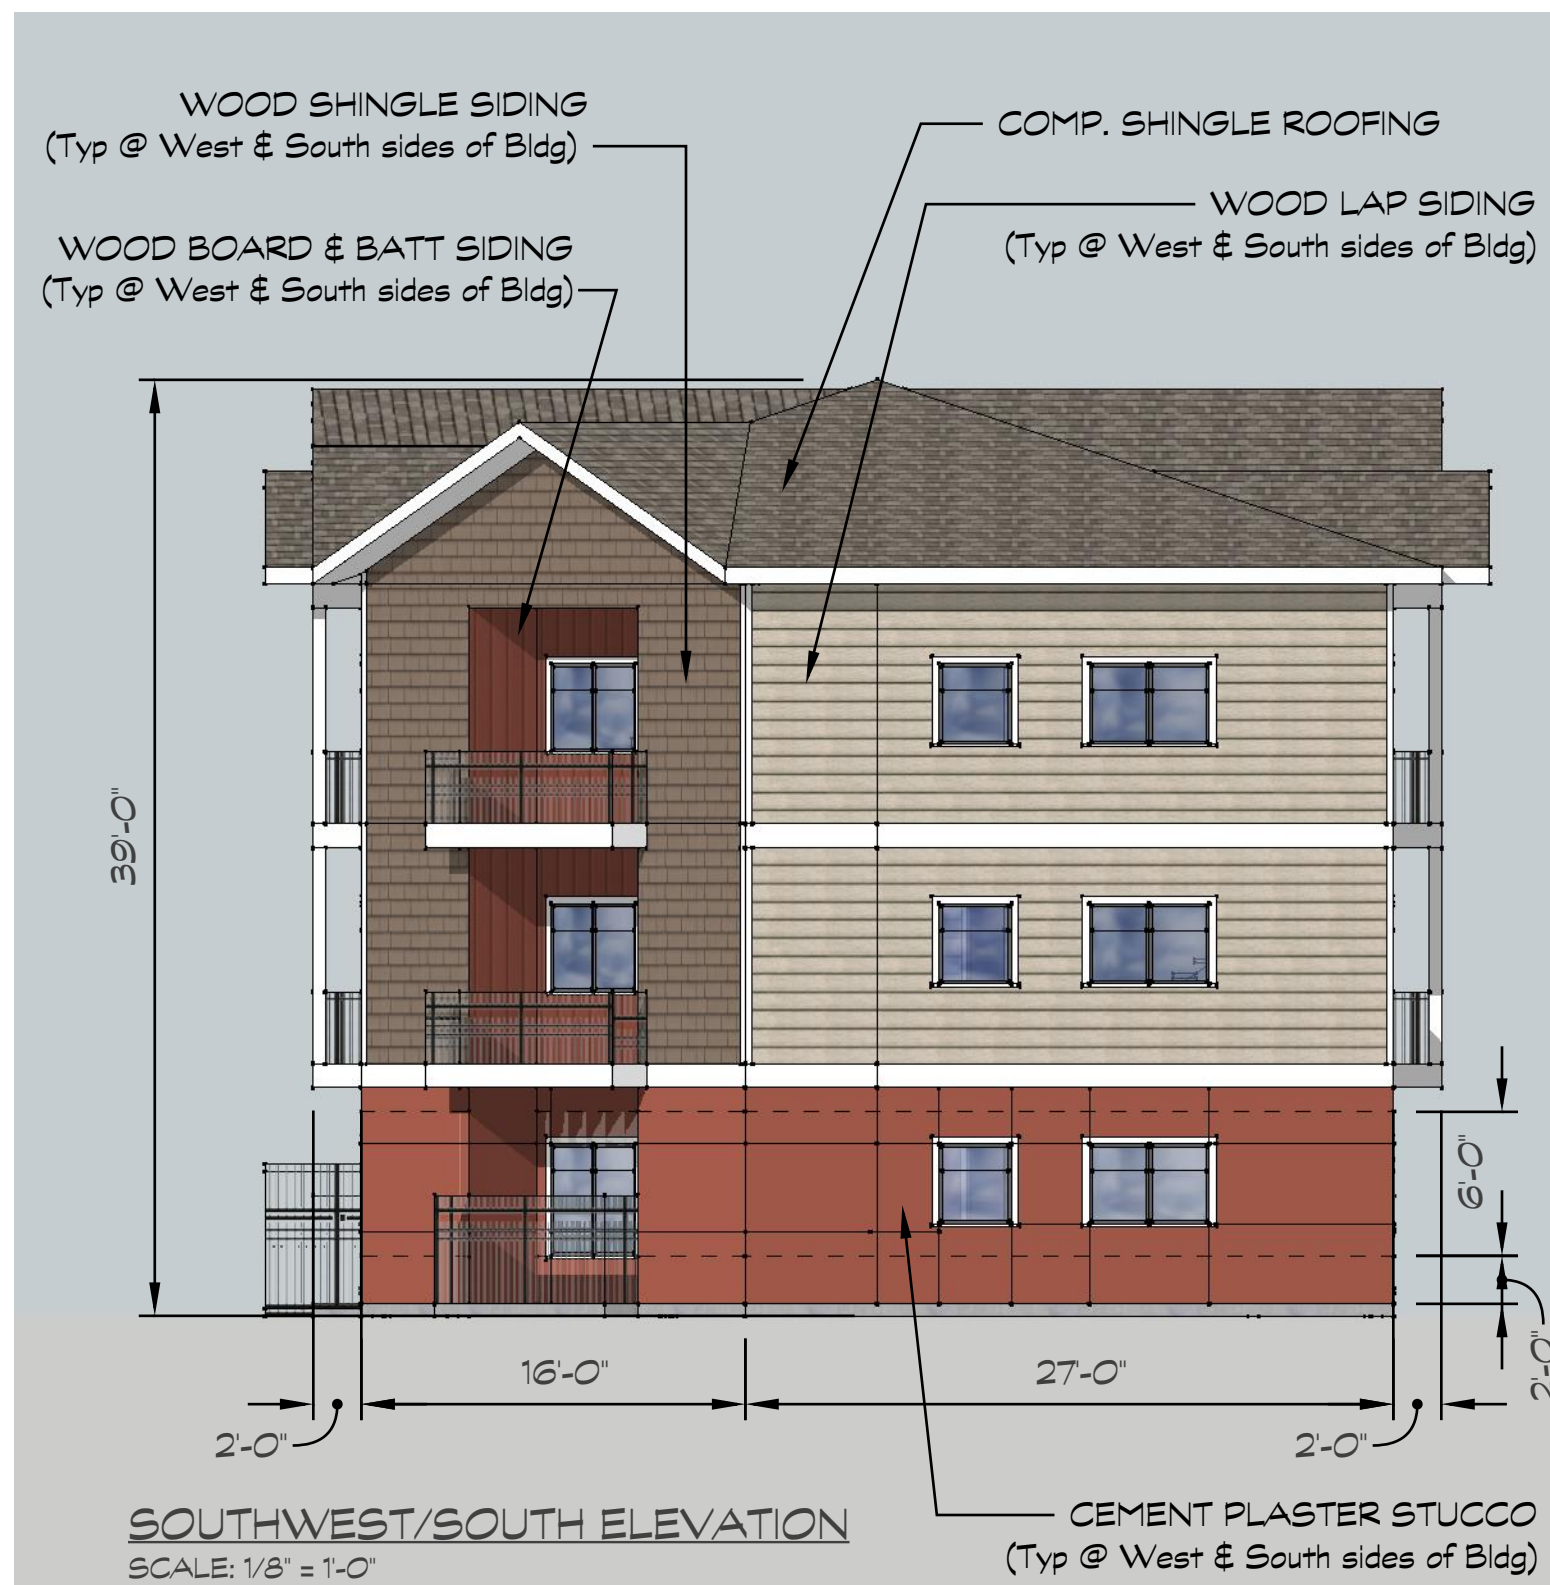 WOOD SHINGLE SIDING
(Typ @ West & South sides of Bldg)
COMP. SHINGLE ROOFING
WOOD LAP SIDING
(Typ @ West & South sides of Bldg)
WOOD BOARD & BATT SIDING
(Typ @ West & South sides of Bldg)
39'-0"
6'-0"
2'-0"
16'-0"
27'-0"
2'-0"
2'-0"
CEMENT PLASTER STUCCO
(Typ @ West & South sides of Bldg)
SOUTHWEST/SOUTH ELEVATION
SCALE: 1/8" = 1'-0"